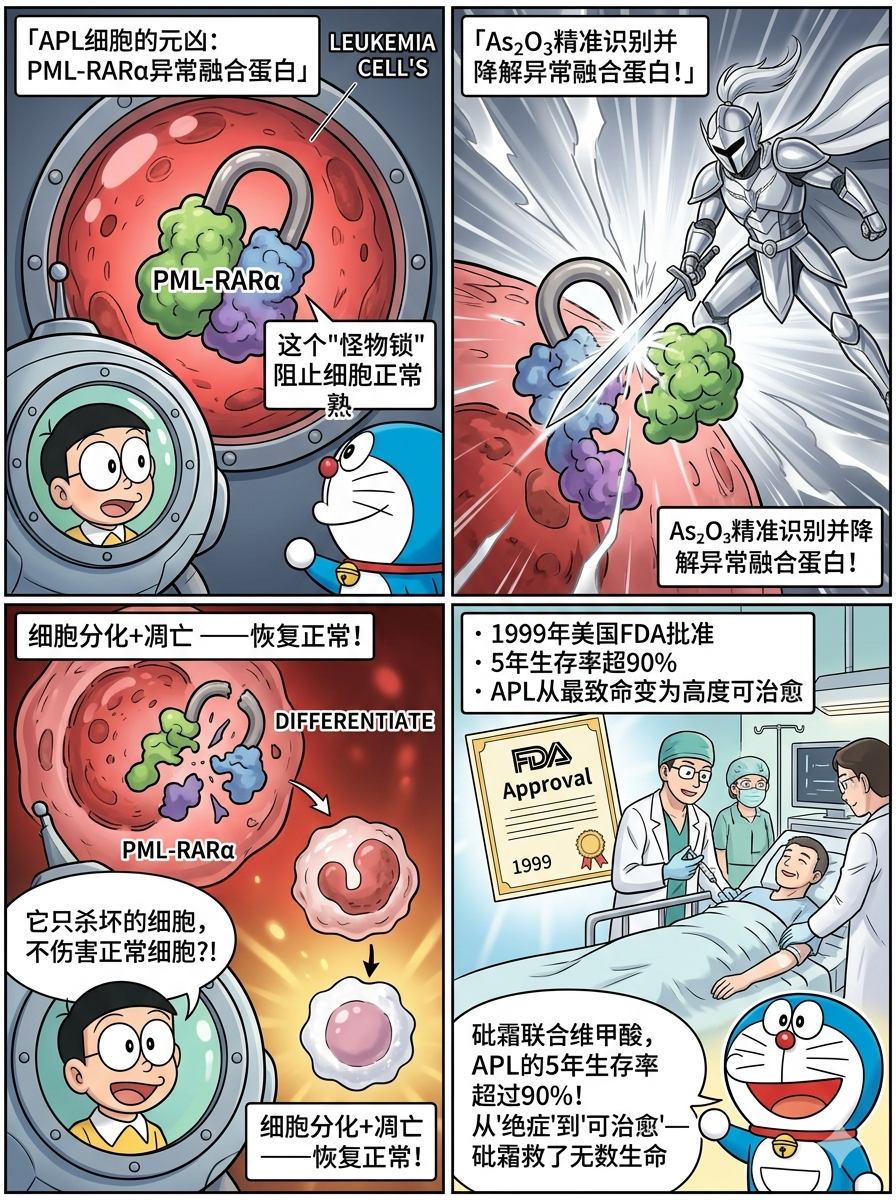 「APL细胞的元凶:
PML-RARα异常融合蛋白」
LEUKEMIA
CELL'S
PML-RARα
这个"怪物锁"
阻止细胞正常
熟
「As₂O₃精准识别并
降解异常融合蛋白!」
As₂O₃精准识别并降
解异常融合蛋白!
细胞分化+凋亡 ——恢复正常!
DIFFERENTIATE
PML-RARα
它只杀坏的细胞,
不伤害正常细胞?!
细胞分化+凋亡
——恢复正常!
· 1999年美国FDA批准
· 5年生存率超90%
· APL从最致命变为高度可治愈
FDA
Approval
1999
砒霜联合维甲酸,
APL的5年生存率
超过90%!
从'绝症'到'可治愈'—
砒霜救了无数生命